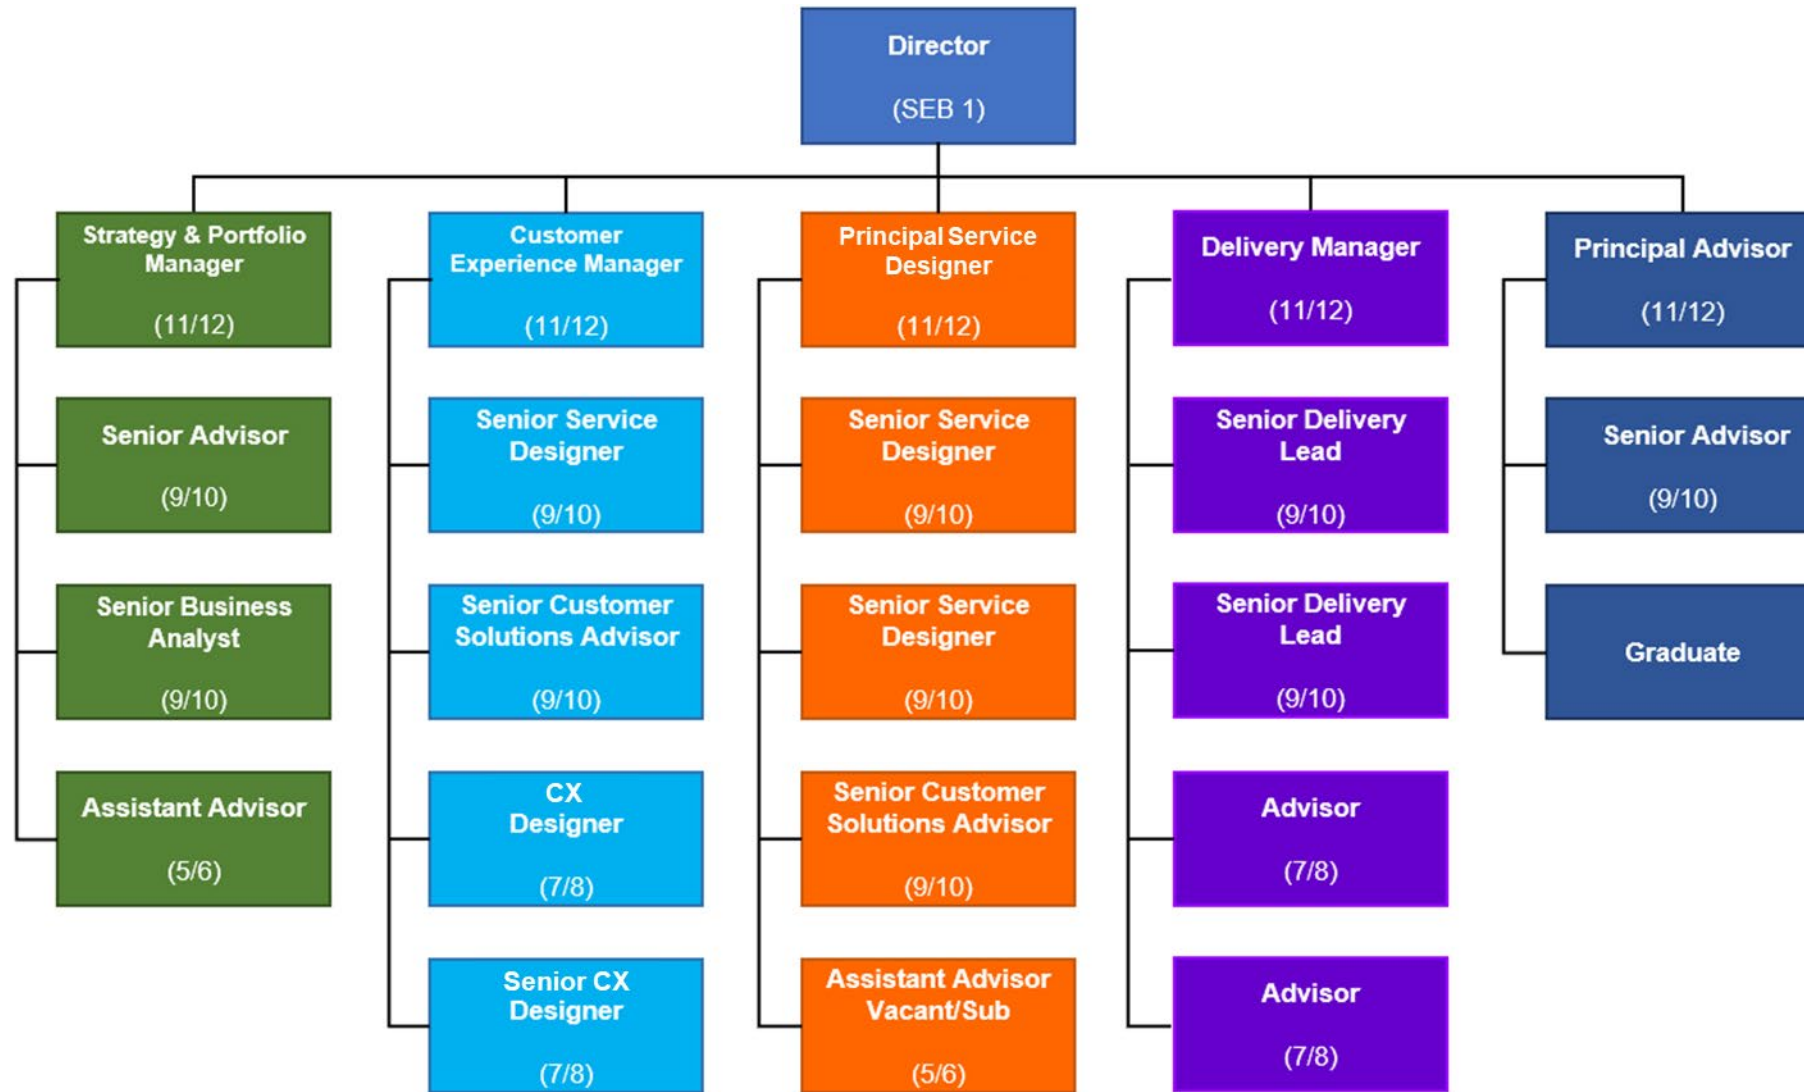 Director
(SEB 1)
Strategy & Portfolio
Manager
(11/12)
Customer
Experience Manager
(11/12)
Principal Service
Designer
(11/12)
Delivery Manager
(11/12)
Principal Advisor
(11/12)
Senior Advisor
(9/10)
Senior Service
Designer
(9/10)
Senior Service
Designer
(9/10)
Senior Delivery
Lead
(9/10)
Senior Advisor
(9/10)
Senior Business
Analyst
(9/10)
Senior Customer
Solutions Advisor
(9/10)
Senior Service
Designer
(9/10)
Senior Delivery
Lead
(9/10)
Graduate
Assistant Advisor
(5/6)
CX
Designer
(7/8)
Senior Customer
Solutions Advisor
(9/10)
Advisor
(7/8)
Senior CX
Designer
(7/8)
Assistant Advisor
Vacant/Sub
(5/6)
Advisor
(7/8)